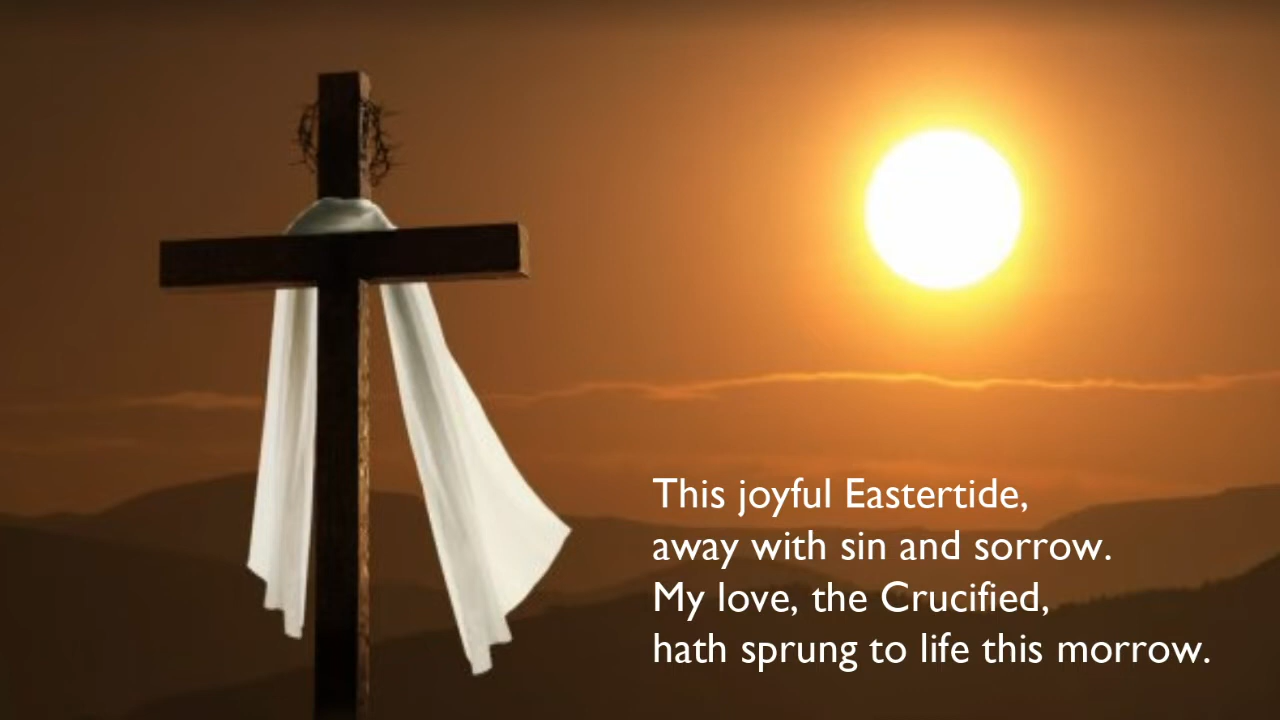 This joyful Eastertide,
away with sin and sorrow.
My love, the Crucified,
hath sprung to life this morrow.